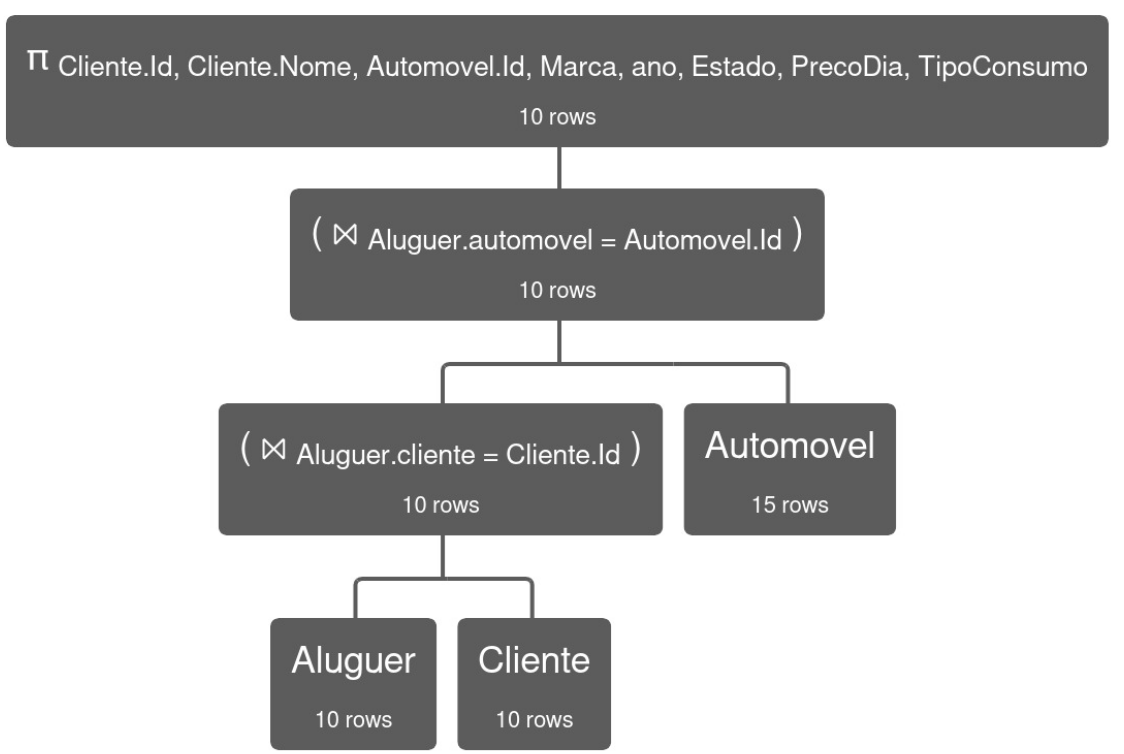 π Cliente.Id, Cliente.Nome, Automovel.Id, Marca, ano, Estado, PrecoDia, TipoConsumo
10 rows
( ⋈ Aluguer.automovel = Automovel.Id )
10 rows
( ⋈ Aluguer.cliente = Cliente.Id )
10 rows
Automovel
15 rows
Aluguer
10 rows
Cliente
10 rows